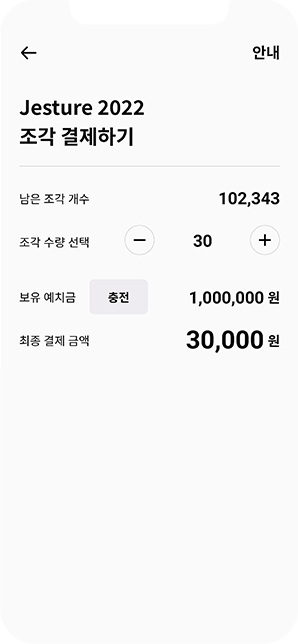 안내
Jesture 2022
조각 결제하기
남은 조각 개수 102,343
조각 수량 선택 30
보유 예치금 충전 1,000,000 원
최종 결제 금액 30,000 원